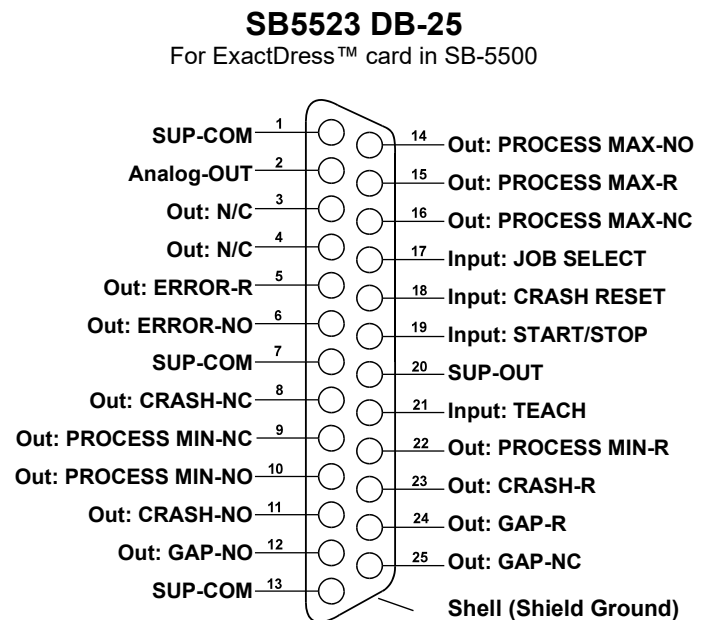 SB5523 DB-25
For ExactDress™ card in SB-5500
SUP-COM 1
Analog-OUT 2
Out: N/C 3
Out: N/C 4
Out: ERROR-R 5
Out: ERROR-NO 6
SUP-COM 7
Out: CRASH-NC 8
Out: PROCESS MIN-NC 9
Out: PROCESS MIN-NO 10
Out: CRASH-NO 11
Out: GAP-NO 12
SUP-COM 13
14 Out: PROCESS MAX-NO
15 Out: PROCESS MAX-R
16 Out: PROCESS MAX-NC
17 Input: JOB SELECT
18 Input: CRASH RESET
19 Input: START/STOP
20 SUP-OUT
21 Input: TEACH
22 Out: PROCESS MIN-R
23 Out: CRASH-R
24 Out: GAP-R
25 Out: GAP-NC
Shell (Shield Ground)